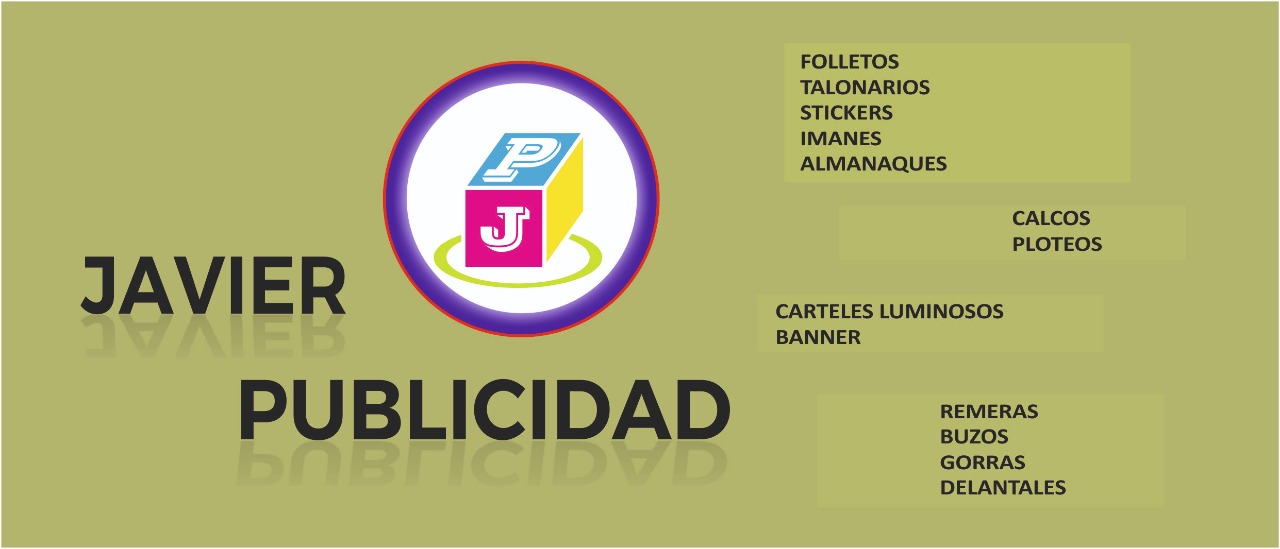 JAVIER
PUBLICIDAD
P
J
FOLLETOS
TALONARIOS
STICKERS
IMANES
ALMANAQUES
CALCOS
PLOTEOS
CARTELES LUMINOSOS
BANNER
REMERAS
BUZOS
GORRAS
DELANTALES